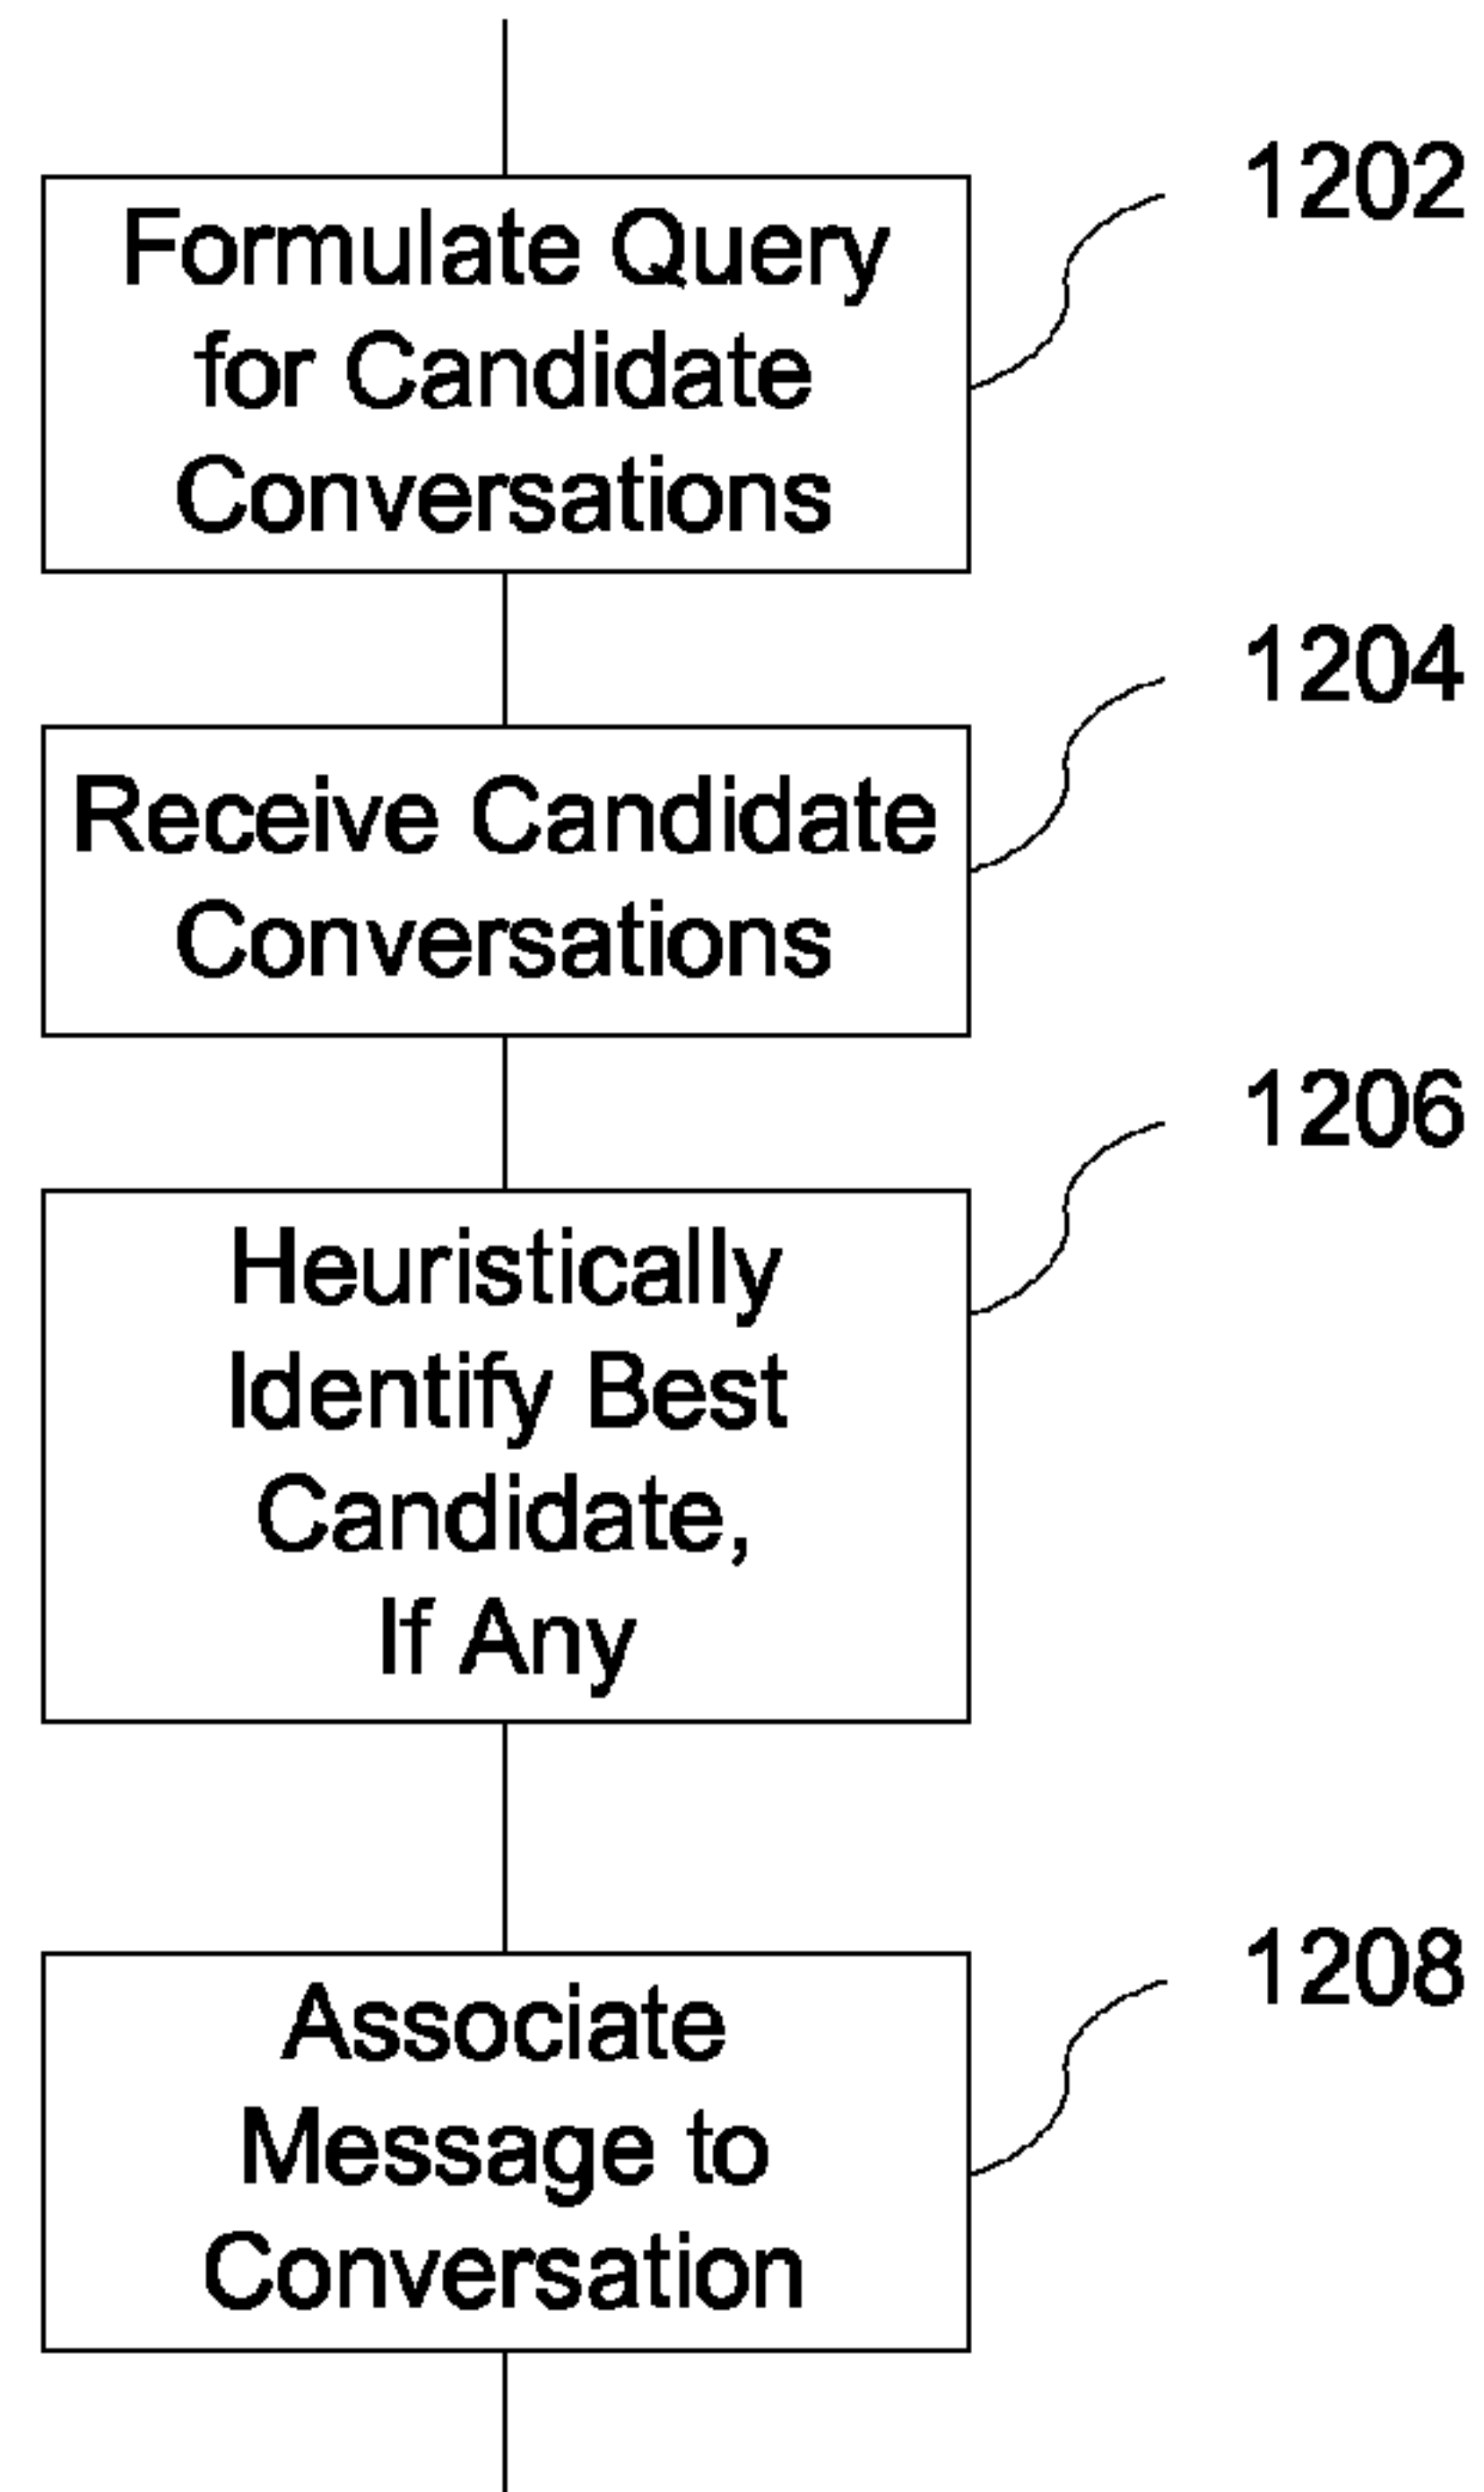 1202
Formulate Query
for Candidate
Conversations
1204
Receive Candidate
Conversations
1206
Heuristically
Identify Best
Candidate,
If Any
1208
Associate
Message to
Conversation